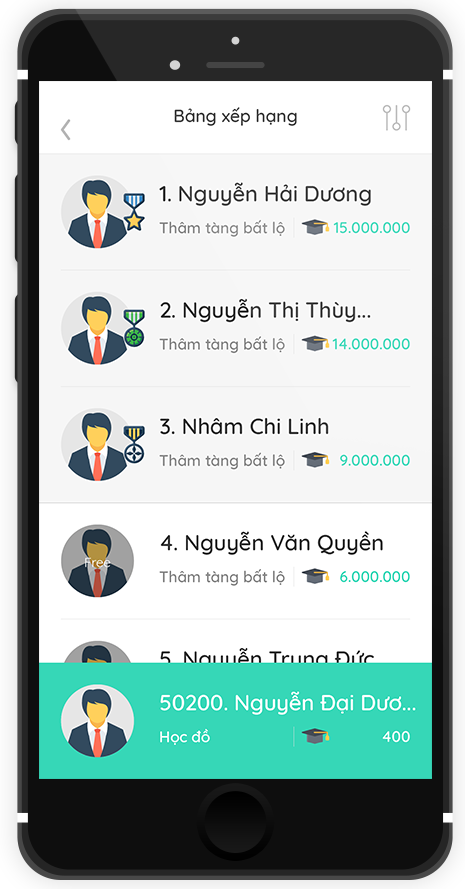 Bảng xếp hạng
1. Nguyễn Hải Dương
Thâm tàng bất lộ 15.000.000
2. Nguyễn Thị Thùy...
Thâm tàng bất lộ 14.000.000
3. Nhâm Chi Linh
Thâm tàng bất lộ 9.000.000
4. Nguyễn Văn Quyền
Free
Thâm tàng bất lộ 6.000.000
5. Nguyễn Trung Đức
50200. Nguyễn Đại Dươ...
Học đồ 400